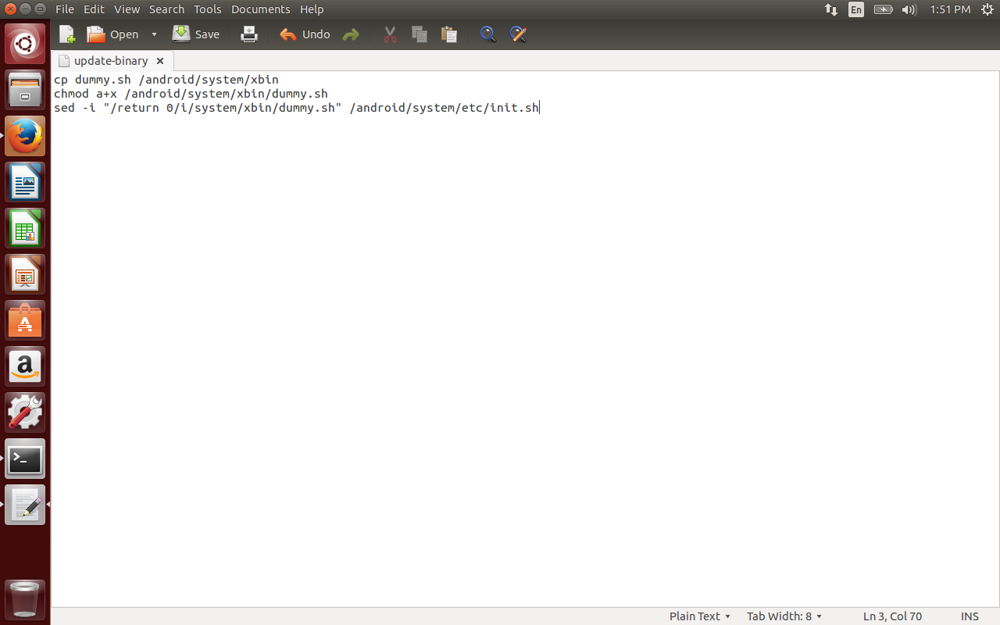 File Edit View Search Tools Documents Help En 1:51 PM
Open Save Undo
update-binary
cp dummy.sh /android/system/xbin
chmod a+x /android/system/xbin/dummy.sh
sed -i "/return 0/i/system/xbin/dummy.sh" /android/system/etc/init.sh
Plain Text Tab Width: 8 Ln 3, Col 70 INS